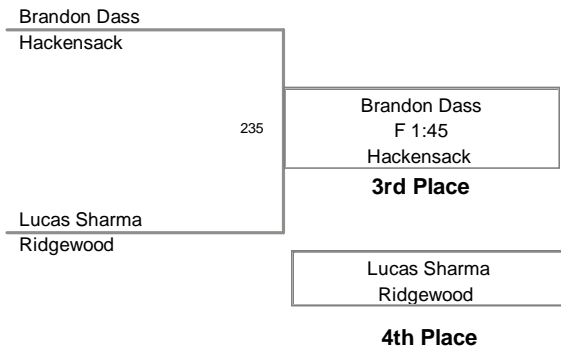 Brandon Dass
Hackensack
235
Brandon Dass
F 1:45
Hackensack
3rd Place
Lucas Sharma
Ridgewood
Lucas Sharma
Ridgewood
4th Place